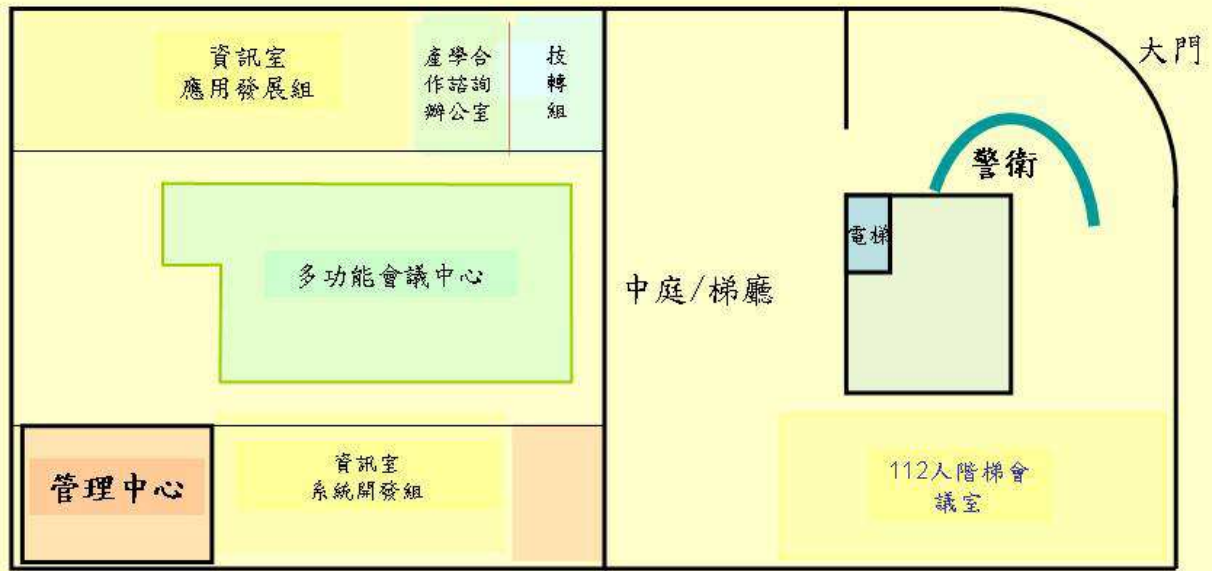 資訊室
應用發展組
產學合
作諮詢
辦公室
技
轉
組
大門
警衛
電梯
多功能會議中心
中庭/梯廳
管理中心
資訊室
系統開發組
112人階梯會
議室